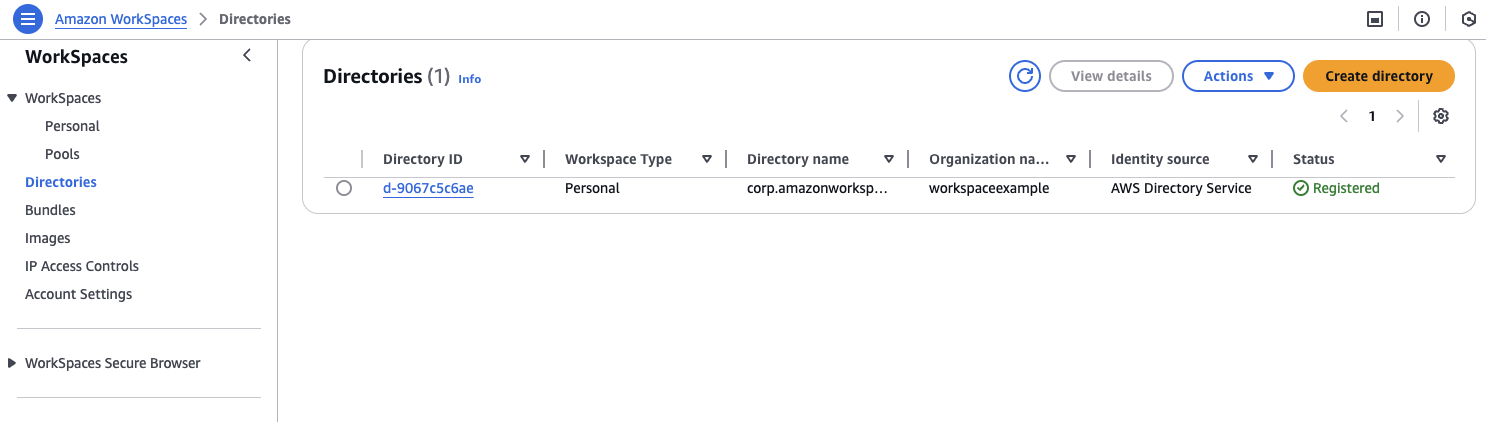 Amazon WorkSpaces > Directories
WorkSpaces
WorkSpaces
Personal
Pools
Directories
Bundles
Images
IP Access Controls
Account Settings
WorkSpaces Secure Browser
Directories (1) Info
View details Actions Create directory
1
Directory ID Workspace Type Directory name Organization na... Identity source Status
d-9067c5c6ae Personal corp.amazonworksp... workspaceexample AWS Directory Service Registered